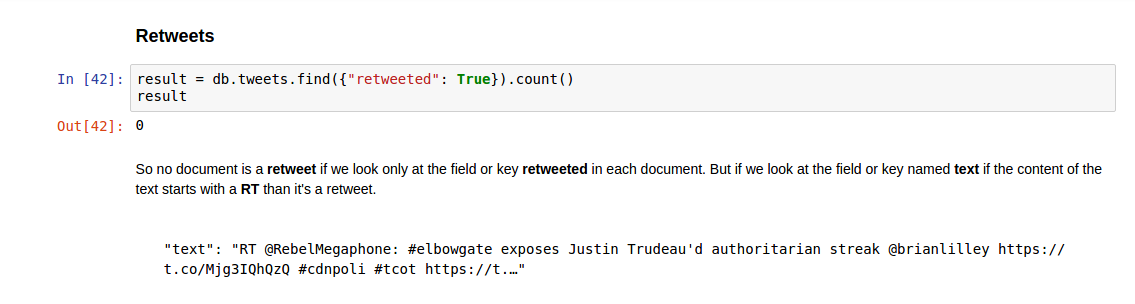 Retweets
In [42]: result = db.tweets.find({"retweeted": True}).count()
result
Out[42]: 0
So no document is a retweet if we look only at the field or key retweeted in each document. But if we look at the field or key named text if the content of the
text starts with a RT than it's a retweet.
"text": "RT @RebelMegaphone: #elbowgate exposes Justin Trudeau'd authoritarian streak @brianlilley https://
t.co/Mjg3IQhQzQ #cdnpoli #tcot https://t.…"